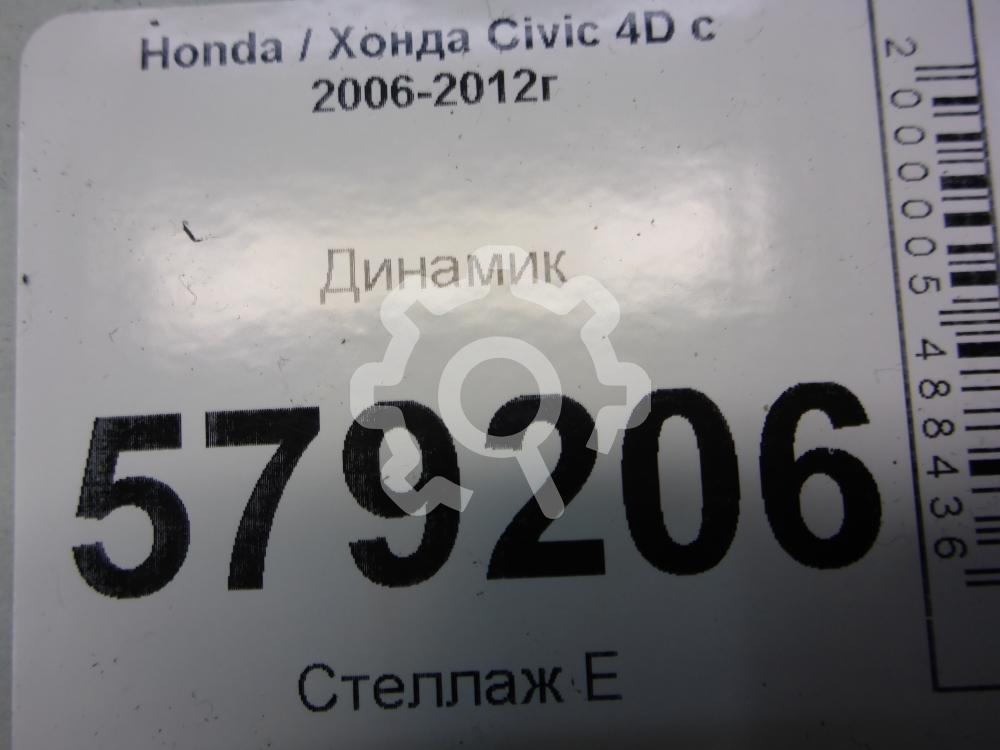 Honda / Хонда Civic 4D с
2006-2012г
Динамик
579206
Стеллаж E
2000005488436